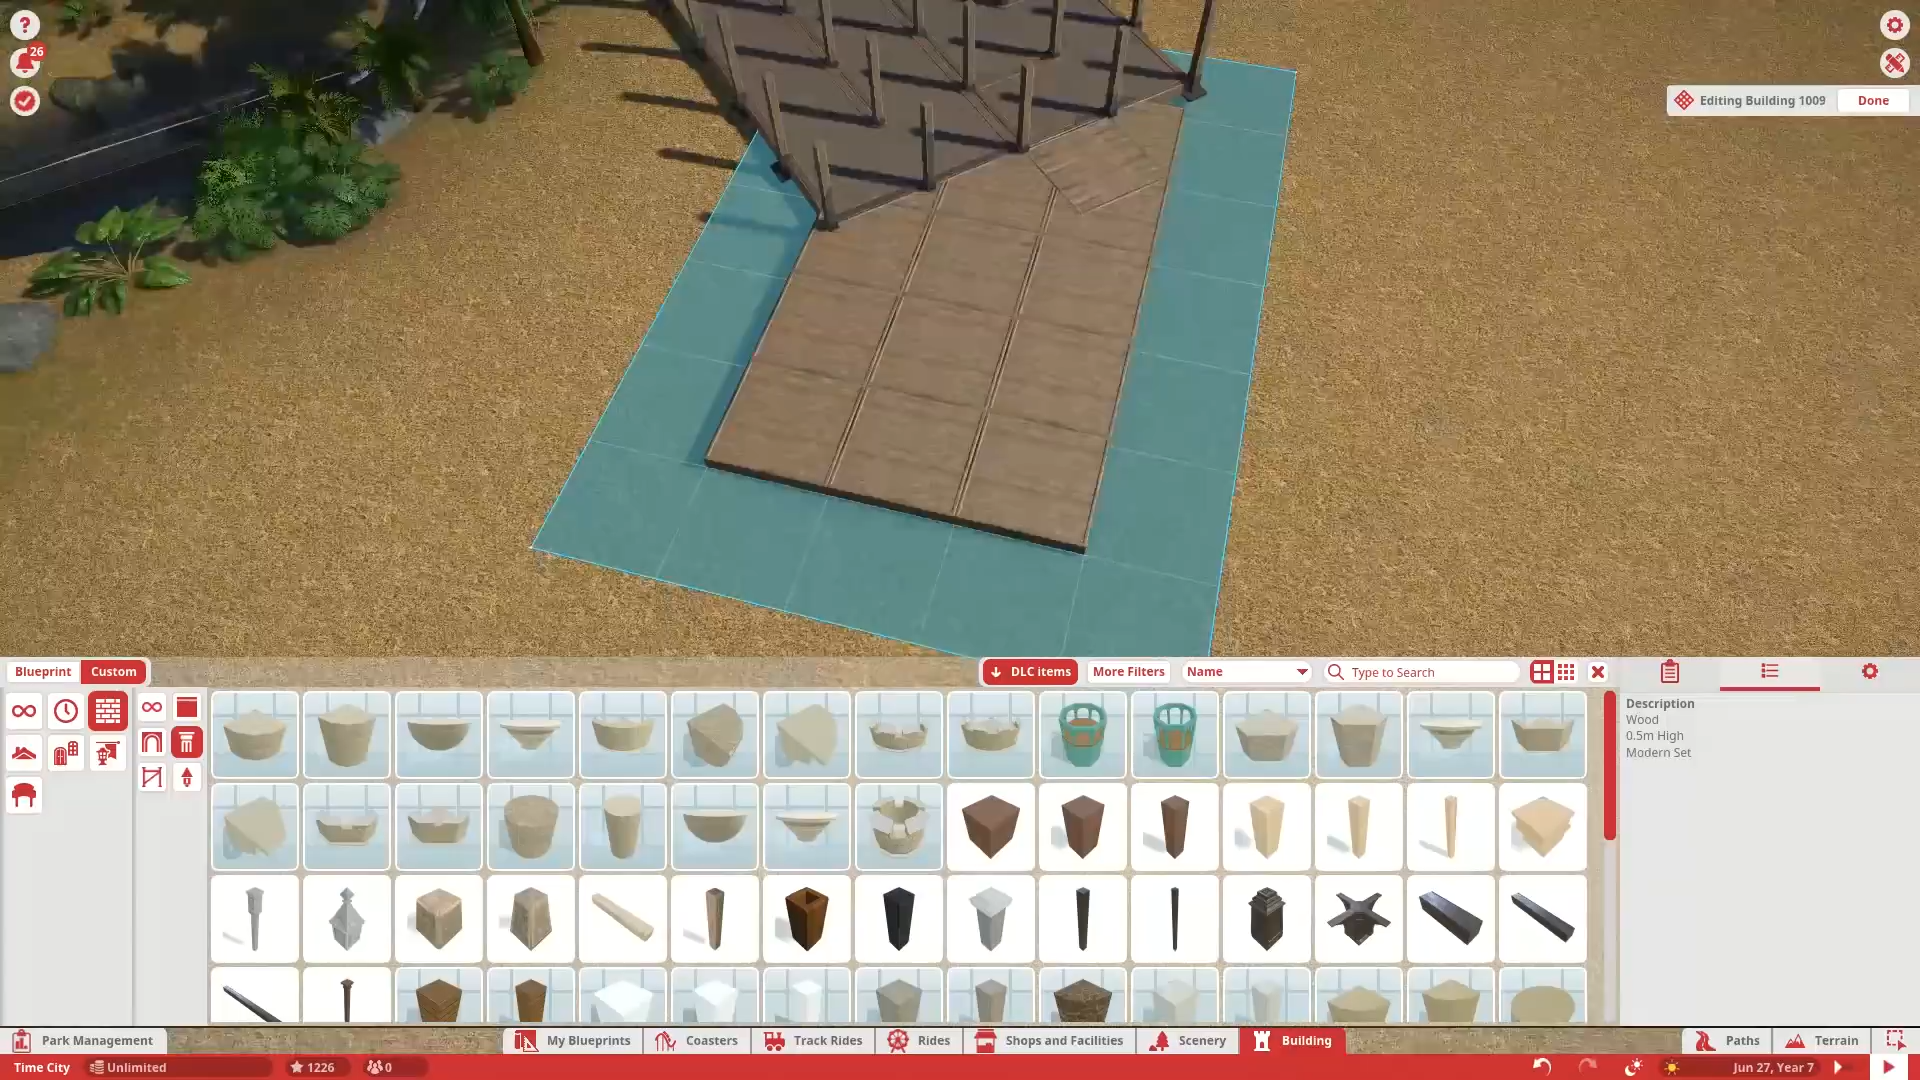 ?
26
Editing Building 1009
Done
Blueprint
Custom
DLC items
More Filters
Name
Type to Search
Description
Wood
0.5m High
Modern Set
Park Management
My Blueprints
Coasters
Track Rides
Rides
Shops and Facilities
Scenery
Building
Paths
Terrain
Time City
Unlimited
1226
0
Jun 27, Year 7